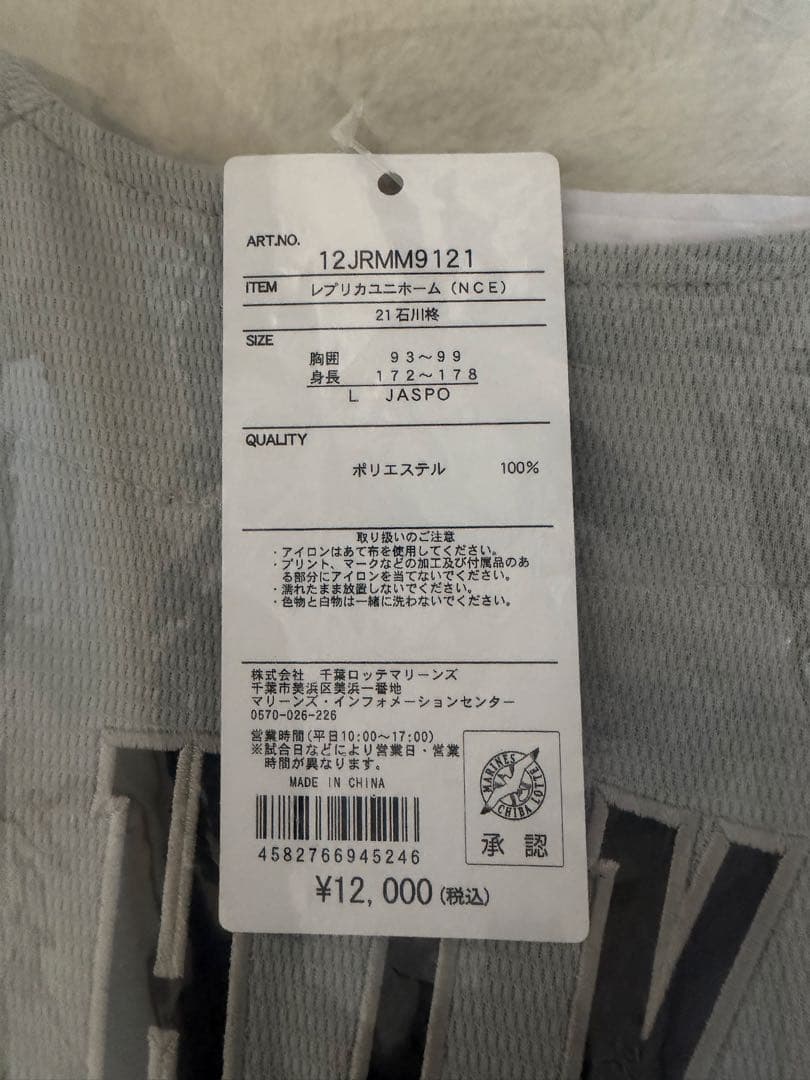 ART.NO.
12JRMM9121
ITEM レプリカユニホーム（NCE）
21石川柊
SIZE
胸囲 93～99
身長 172～178
L JASPO
QUALITY
ポリエステル 100%
取り扱いのご注意
・アイロンはあて布を使用してください。
・プリント、マークなどの加工及び付属品のあ
る部分にアイロンを当てないでください。
・濡れたまま放置しないでください。
・色物と白物は一緒に洗わないでください。
株式会社 千葉ロッテマリーンズ
千葉市美浜区美浜一番地
マリーンズ・インフォメーションセンター
0570-026-226
営業時間（平日10:00～17:00）
※試合日などにより営業日・営業
時間が異なります。
MADE IN CHINA
4582766945246
MARINES
CHIBA LOTTE
承認
¥12,000（税込）